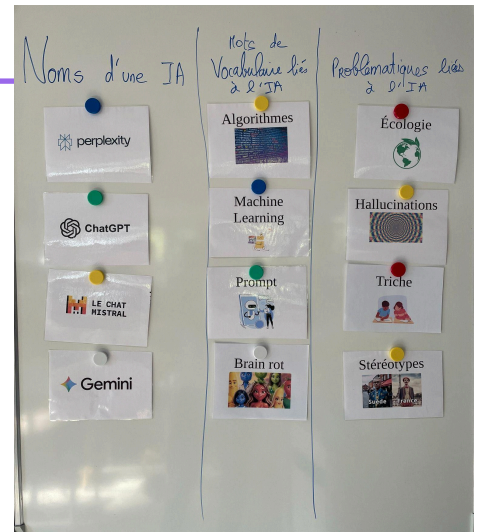 Noms d'une IA
Mots de
Vocabulaire liés
à l'IA
Problématiques liés
à l'IA
perplexity
ChatGPT
LE CHAT
MISTRAL
Gemini
Algorithmes
Machine
Learning
Prompt
Brain rot
Écologie
Hallucinations
Triche
Stéréotypes
Suède
France